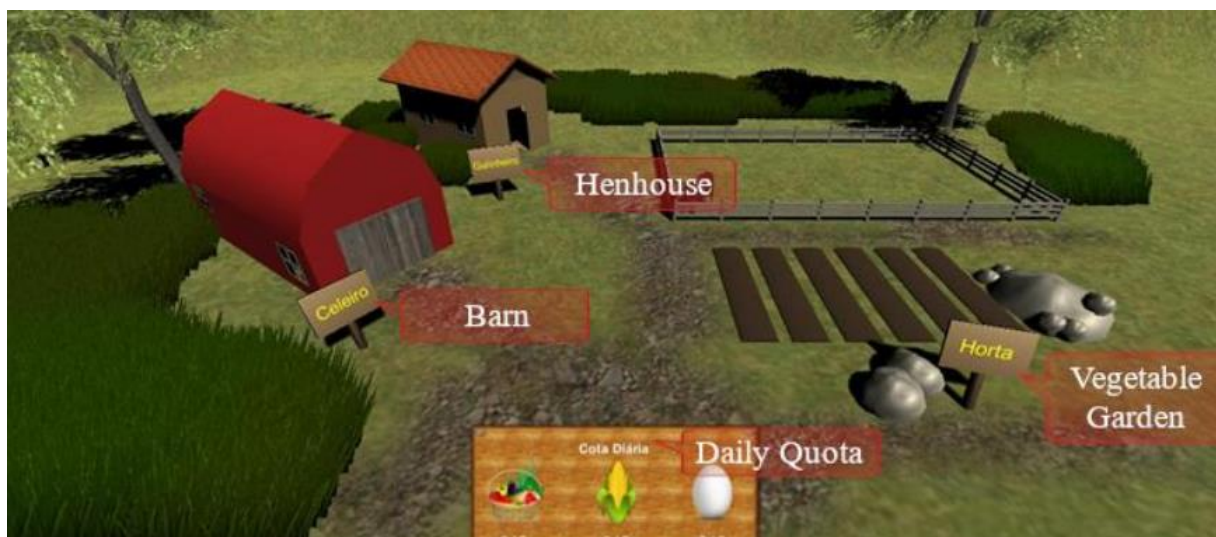 Henhouse
Celeiro
Barn
Horta
Vegetable
Garden
Cota Diária
Daily Quota